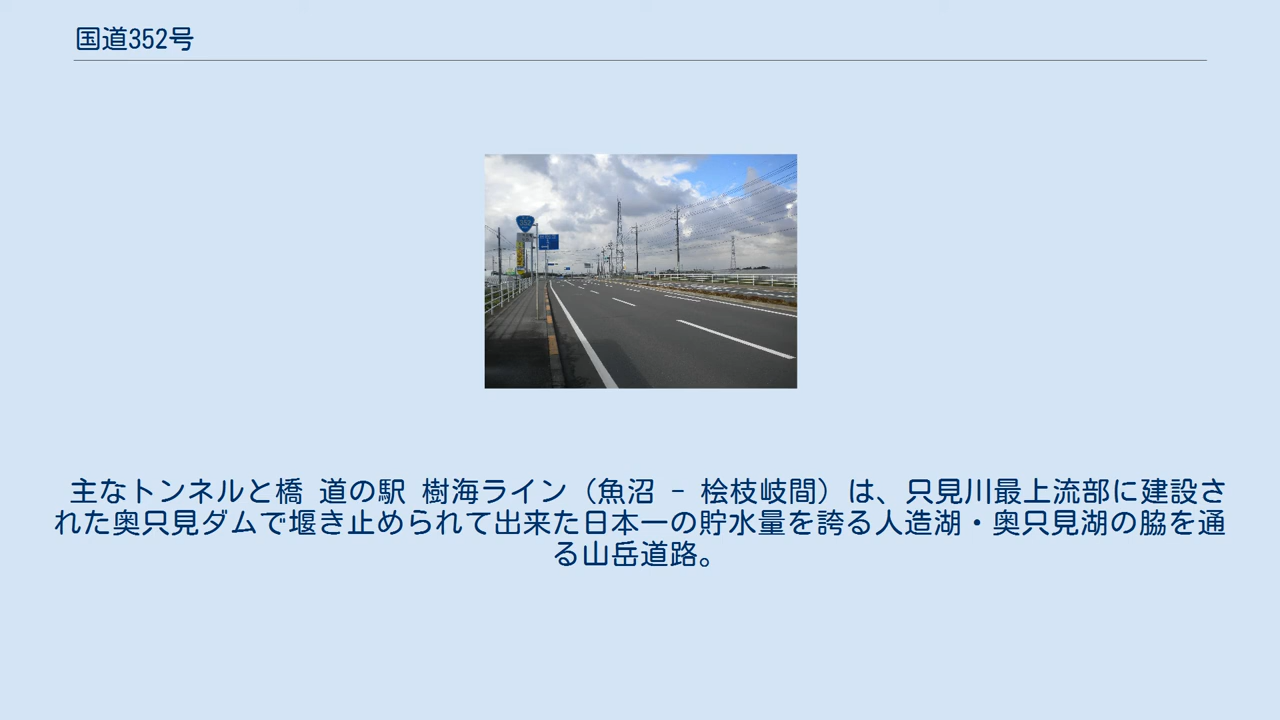 国道352号
352
主なトンネルと橋 道の駅 樹海ライン（魚沼 - 桧枝岐間）は、只見川最上流部に建設さ
れた奥只見ダムで堰き止められて出来た日本一の貯水量を誇る人造湖・奥只見湖の脇を通
る山岳道路。